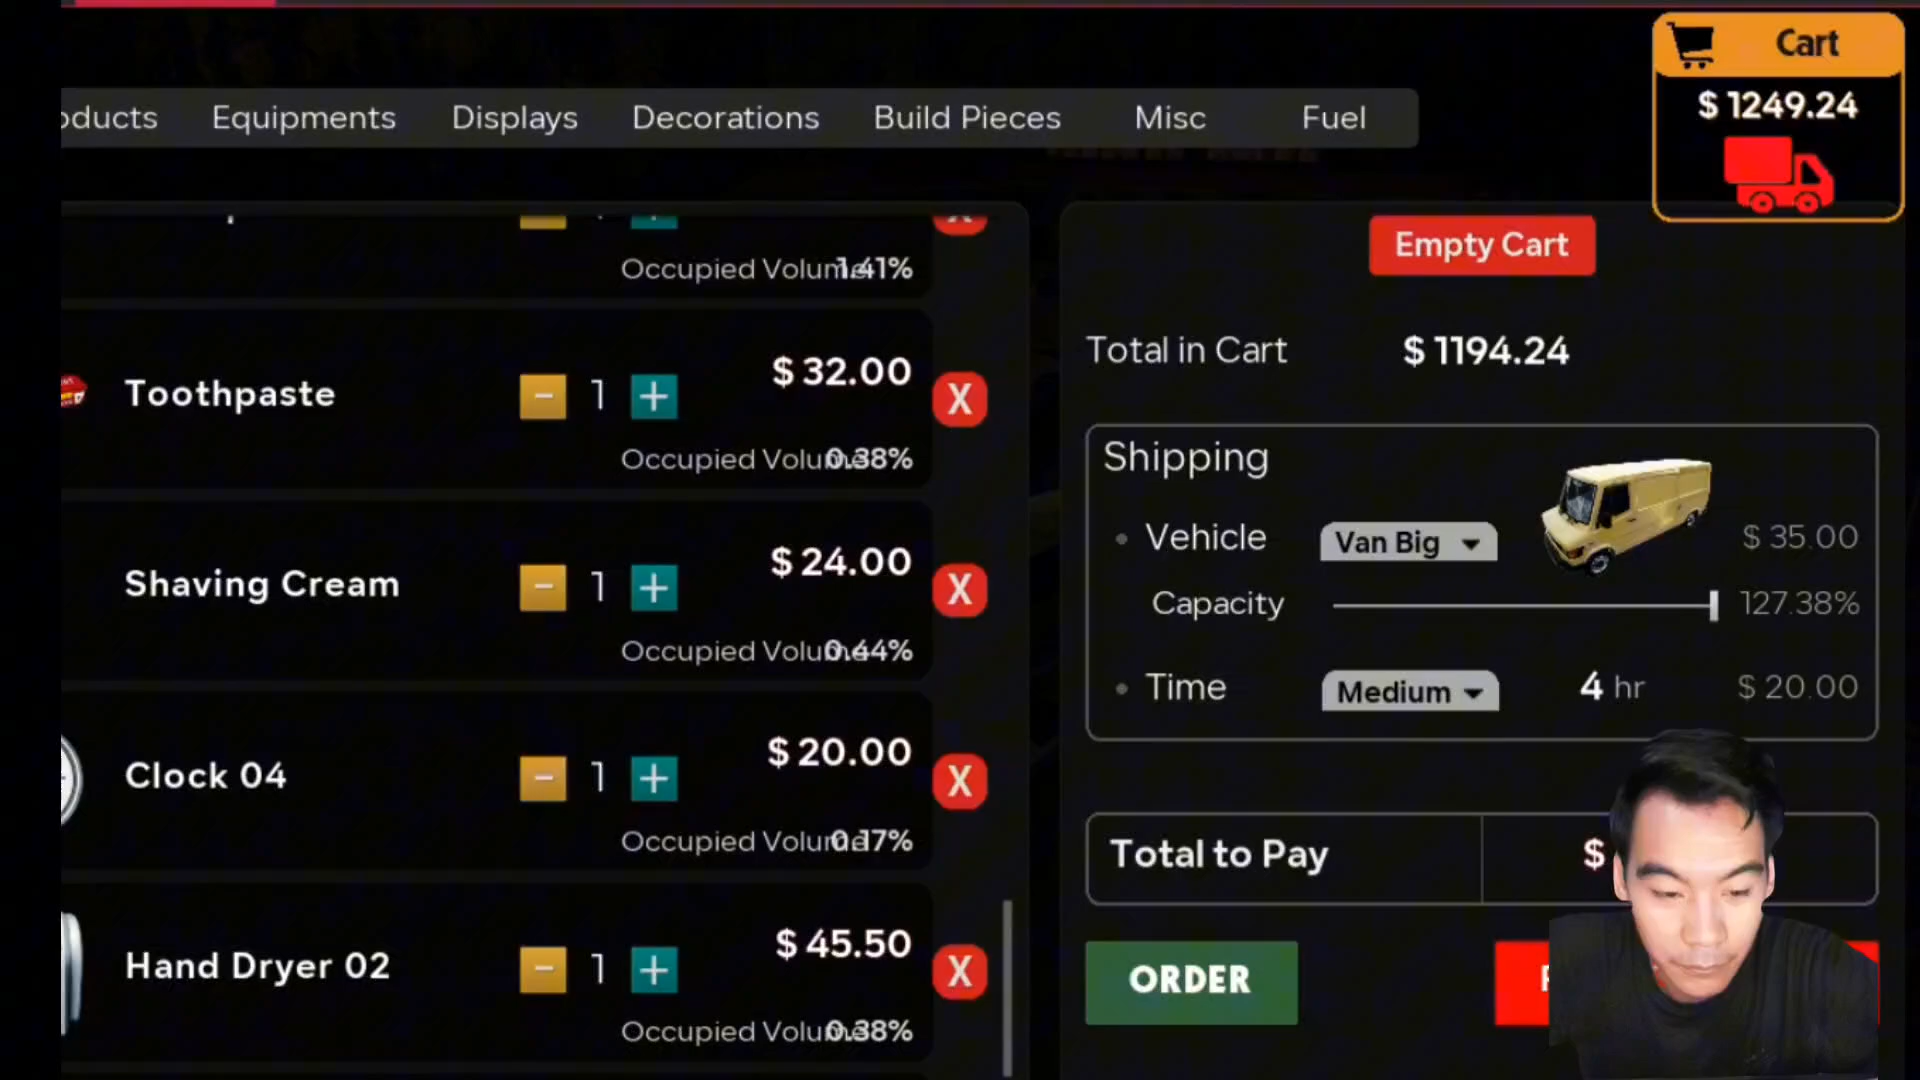 Cart
$ 1249.24
oducts Equipments Displays Decorations Build Pieces Misc Fuel
Empty Cart
Occupied Volume 1.41%
Total in Cart $ 1194.24
Toothpaste - 1 + $ 32.00 X
Occupied Volume 0.38%
Shipping
Vehicle Van Big $ 35.00
Capacity 127.38%
Shaving Cream - 1 + $ 24.00 X
Occupied Volume 0.44%
Time Medium 4 hr $ 20.00
Clock 04 - 1 + $ 20.00 X
Occupied Volume 0.17%
Total to Pay $
Hand Dryer 02 - 1 + $ 45.50 X
Occupied Volume 0.38%
ORDER